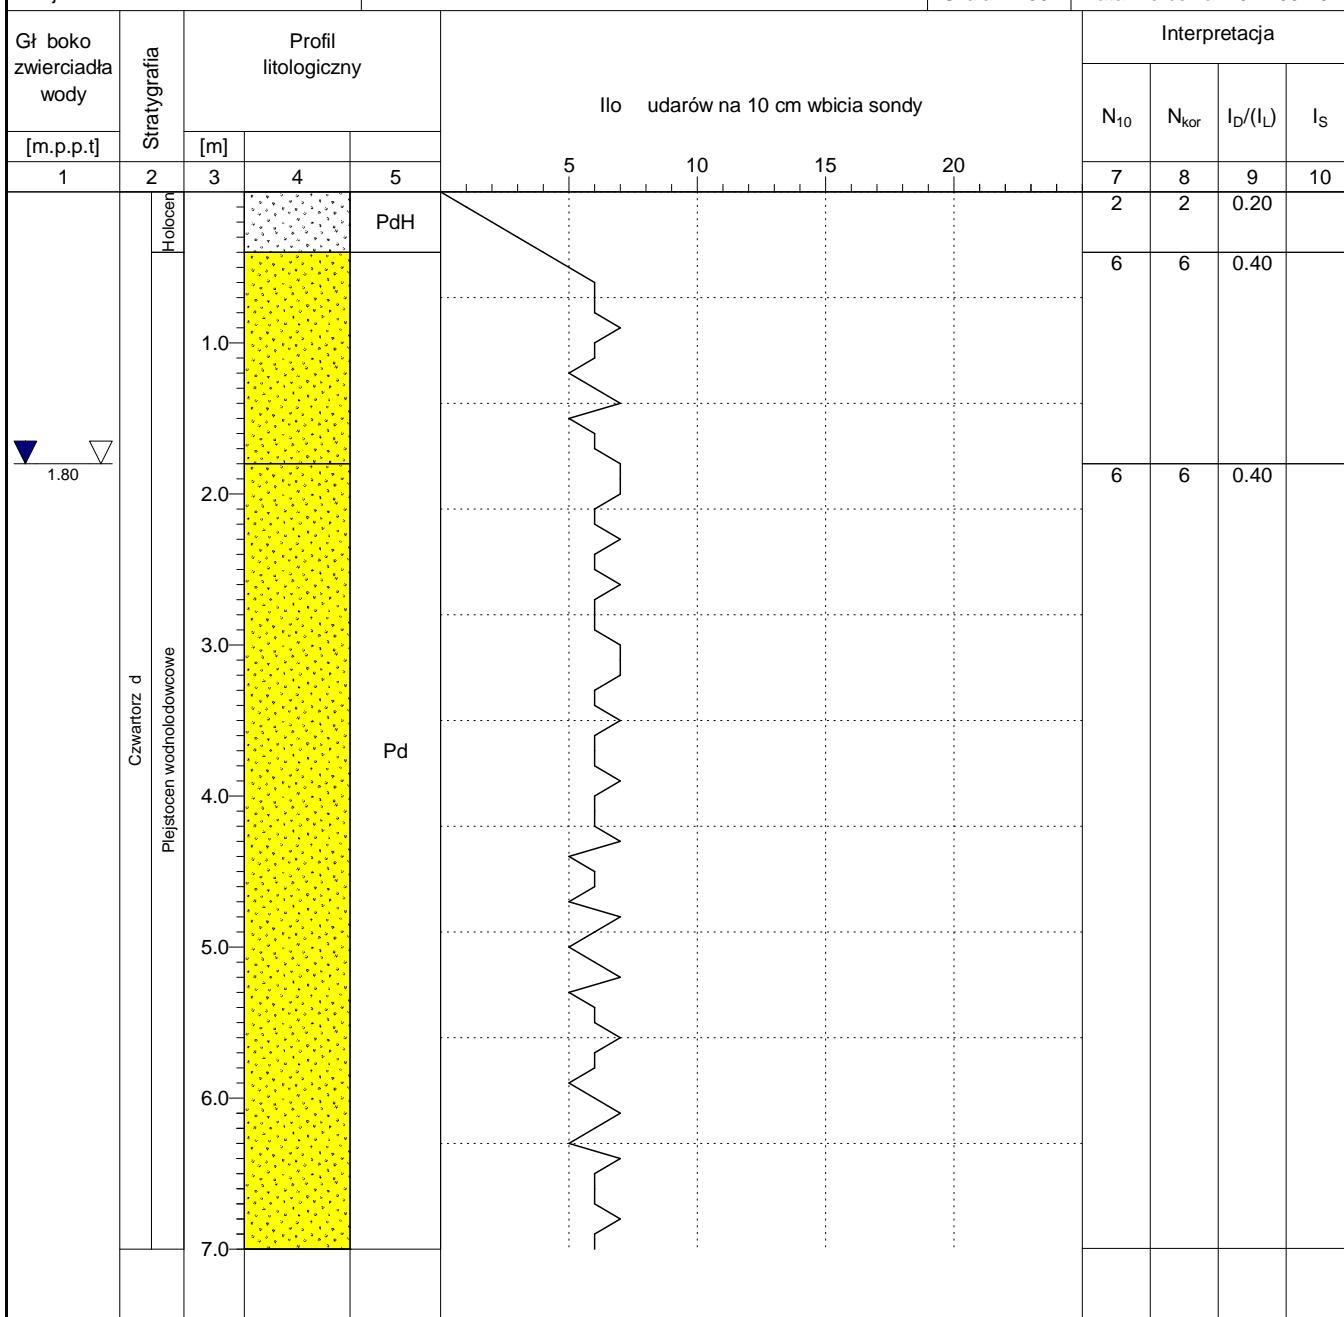 Gł boko
zwierciadła
wody
[m.p.p.t]
Stratygrafia
Profil
litologiczny
[m]
Ilo udarów na 10 cm wbicia sondy
5 10 15 20
Interpretacja
N10 Nkor ID/(IL) IS
1 2 3 4 5 7 8 9 10
Holocen
PdH
2 2 0.20
6 6 0.40
1.0
1.80
6 6 0.40
2.0
3.0
Czwartorz d
Plejstocen wodnolodowcowe
Pd
4.0
5.0
6.0
7.0